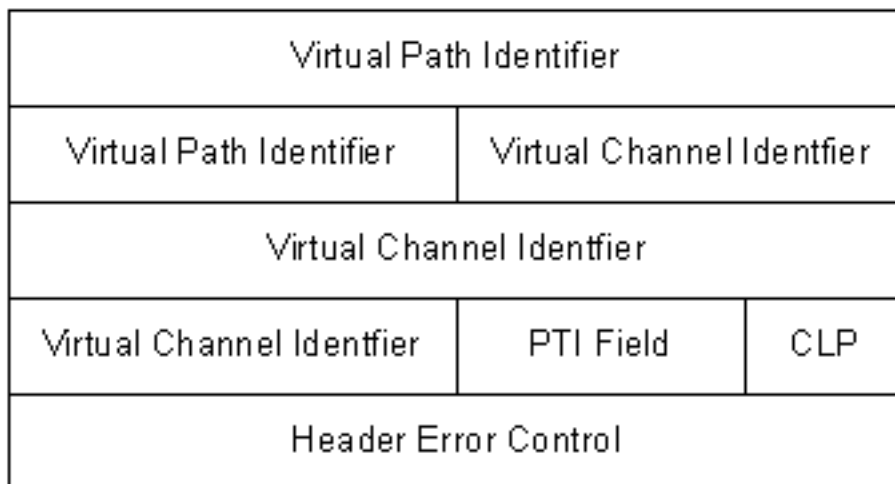 Virtual Path Identifier
Virtual Path Identifier Virtual Channel Identfier
Virtual Channel Identfier
Virtual Channel Identfier PTI Field CLP
Header Error Control